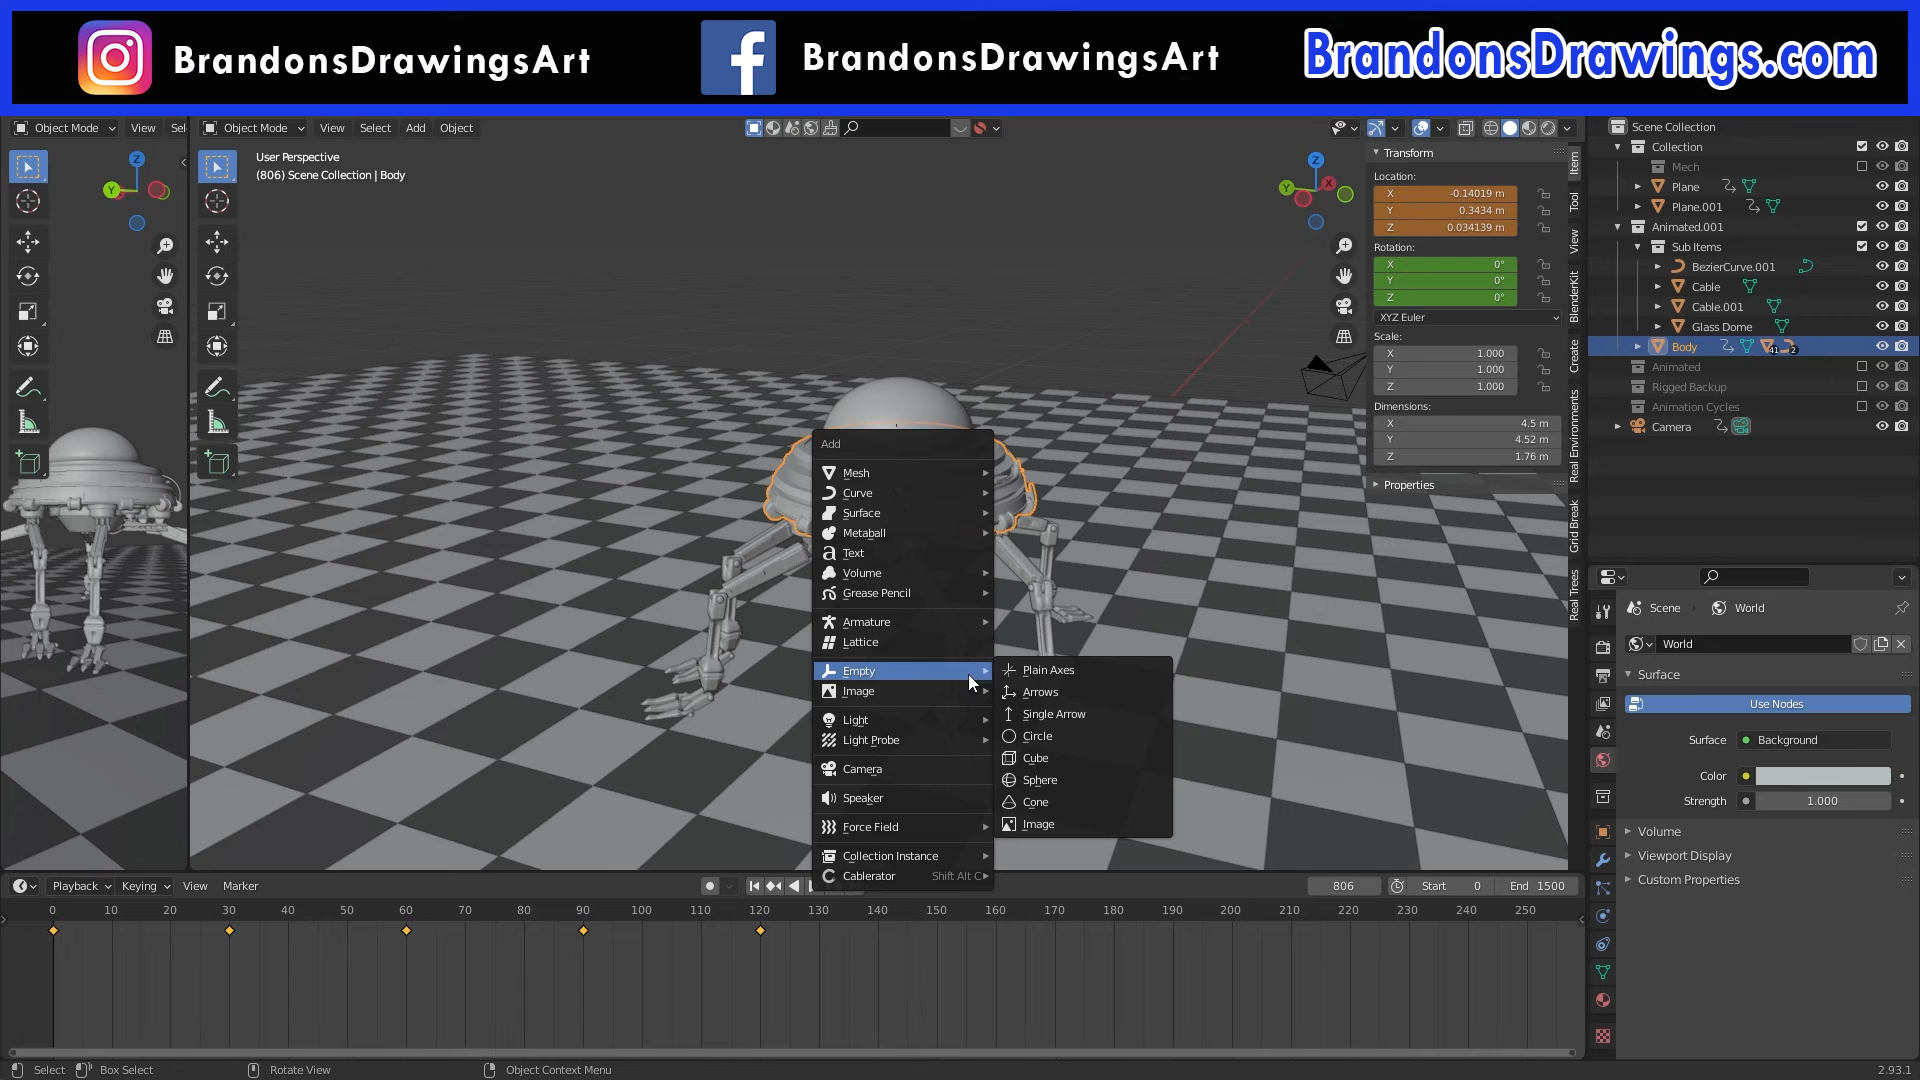 BrandonsDrawingsArt
BrandonsDrawingsArt
BrandonsDrawings.com
Object Mode
View
Sel
Object Mode
View
Select
Add
Object
User Perspective
(806) Scene Collection | Body
Z
Y
Z
Y
X
Transform
Location:
X -0.14019 m
Y 0.3434 m
Z 0.034139 m
Rotation:
X 0°
Y 0°
Z 0°
XYZ Euler
Scale:
X 1.000
Y 1.000
Z 1.000
Dimensions:
X 4.5 m
Y 4.52 m
Z 1.76 m
Properties
Item
Tool
View
BlenderKit
Create
Real Environments
Grid Break
Real Trees
Scene Collection
Collection
Mech
Plane
Plane.001
Animated.001
Sub Items
BezierCurve.001
Cable
Cable.001
Glass Dome
Body
41
2
Animated
Rigged Backup
Animation Cycles
Camera
Add
Mesh
Curve
Surface
Metaball
Text
Volume
Grease Pencil
Armature
Lattice
Empty
Image
Light
Light Probe
Camera
Speaker
Force Field
Collection Instance
Cablerator Shift Alt C
Plain Axes
Arrows
Single Arrow
Circle
Cube
Sphere
Cone
Image
Scene
World
World
Surface
Use Nodes
Surface Background
Color
Strength 1.000
Volume
Viewport Display
Custom Properties
Playback
Keying
View
Marker
806
Start 0
End 1500
0 10 20 30 40 50 60 70 80 90 100 110 120 130 140 150 160 170 180 190 200 210 220 230 240 250
Select
Box Select
Rotate View
Object Context Menu
2.93.1